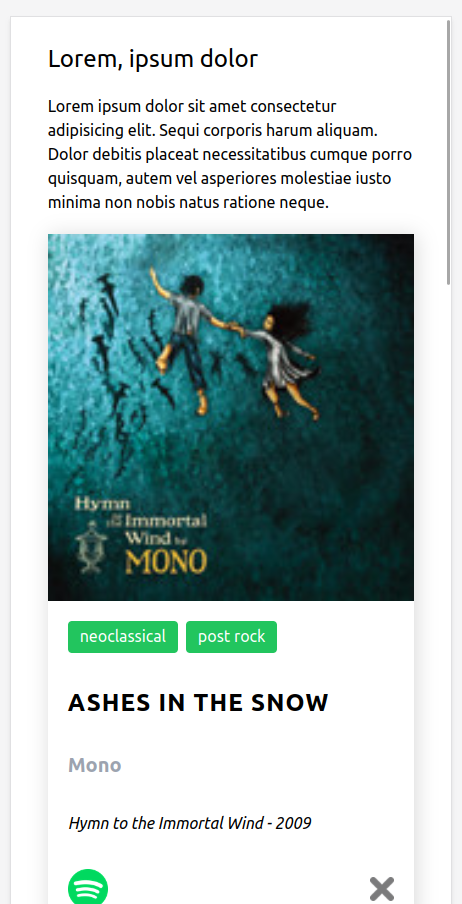 Lorem, ipsum dolor
Lorem ipsum dolor sit amet consectetur
adipisicing elit. Sequi corporis harum aliquam.
Dolor debitis placeat necessitatibus cumque porro
quisquam, autem vel asperiores molestiae iusto
minima non nobis natus ratione neque.
Hymn
to the Immortal
Wind by
MONO
neoclassical post rock
ASHES IN THE SNOW
Mono
Hymn to the Immortal Wind - 2009